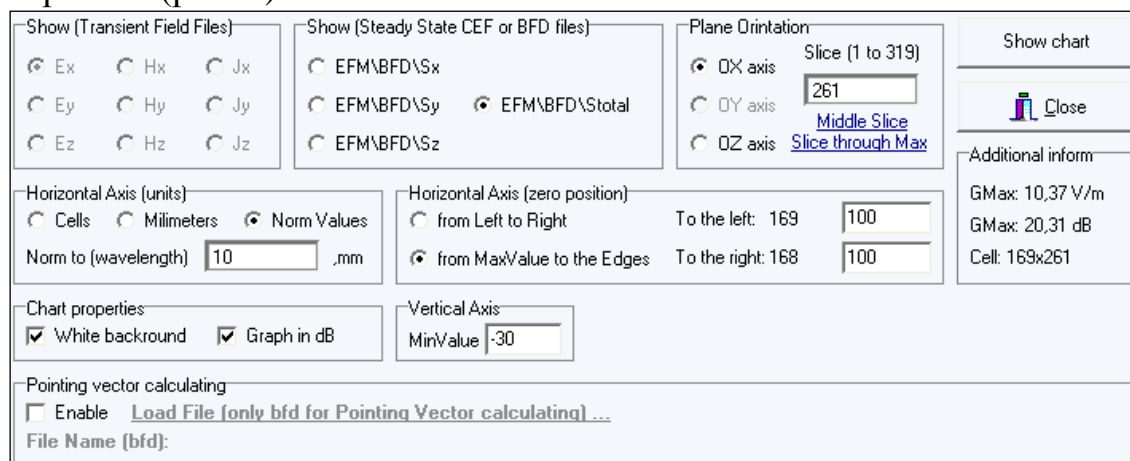 Show (Transient Field Files)
Ex Hx Jx
Ey Hy Jy
Ez Hz Jz
Show (Steady State CEF or BFD files)
EFM\BFD\Sx
EFM\BFD\Sy EFM\BFD\Stotal
EFM\BFD\Sz
Plane Orintation
Slice (1 to 319)
OX axis
261
OY axis
Middle Slice
OZ axis Slice through Max
Show chart
Close
Additional inform
GMax: 10,37 V/m
GMax: 20,31 dB
Cell: 169x261
Horizontal Axis (units)
Cells Milimeters Norm Values
Norm to (wavelength) 10 ,mm
Horizontal Axis (zero position)
from Left to Right To the left: 169 100
from MaxValue to the Edges To the right: 168 100
Chart properties
White backround Graph in dB
Vertical Axis
MinValue -30
Pointing vector calculating
Enable Load File (only bfd for Pointing Vector calculating) ...
File Name (bfd):